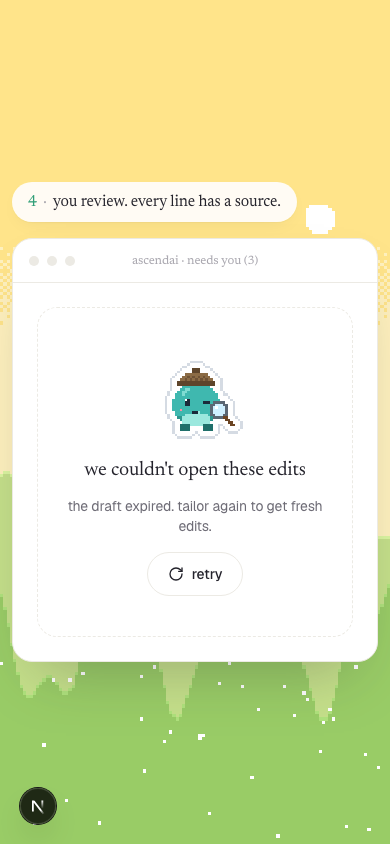 4 · you review. every line has a source.
ascendai · needs you (3)
we couldn't open these edits
the draft expired. tailor again to get fresh
edits.
retry
N